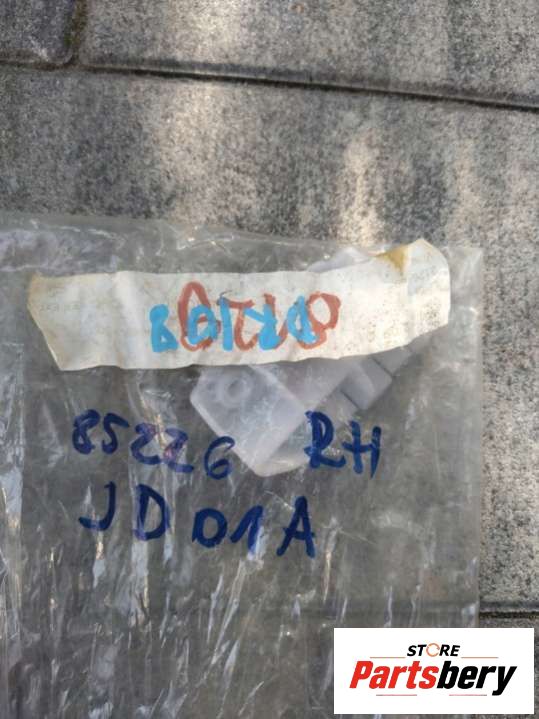 85226 RH
JD01A
STORE
Partsbery